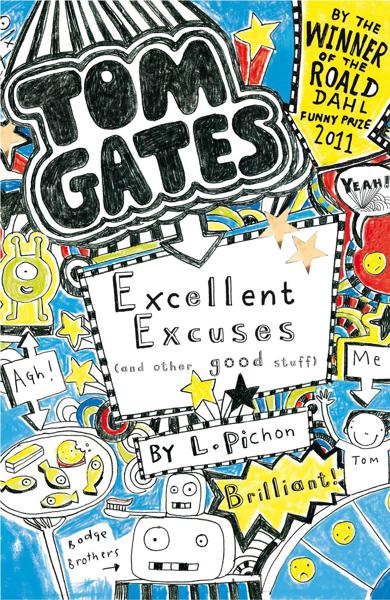 BY THE
WINNER
OF THE
ROALD
DAHL
FUNNY PRIZE
2011
TOM
GATES
YEAH!
Excellent
Excuses
(and other good stuff)
Agh!
Me
BY L. Pichon
TOM
Brilliant!
Bodge
Brothers